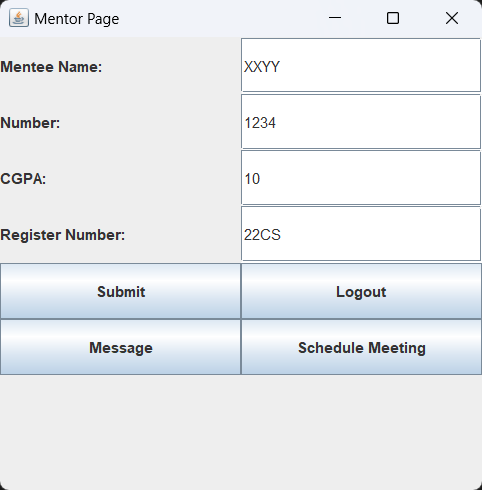 Mentor Page
Mentee Name: XXYY
Number: 1234
CGPA: 10
Register Number: 22CS
Submit Logout
Message Schedule Meeting